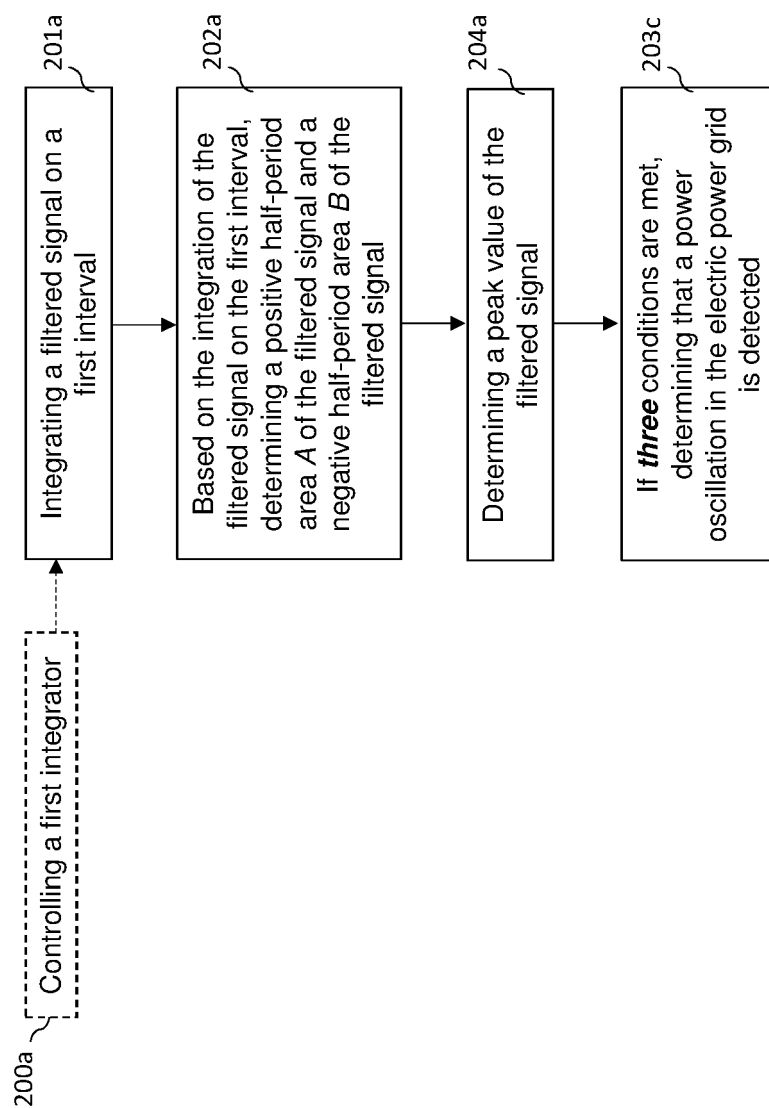 200a
Controlling a first integrator
201a
Integrating a filtered signal on a
first interval
202a
Based on the integration of the
filtered signal on the first interval,
determining a positive half-period
area A of the filtered signal and a
negative half-period area B of the
filtered signal
204a
Determining a peak value of the
filtered signal
203c
If three conditions are met,
determining that a power
oscillation in the electric power grid
is detected